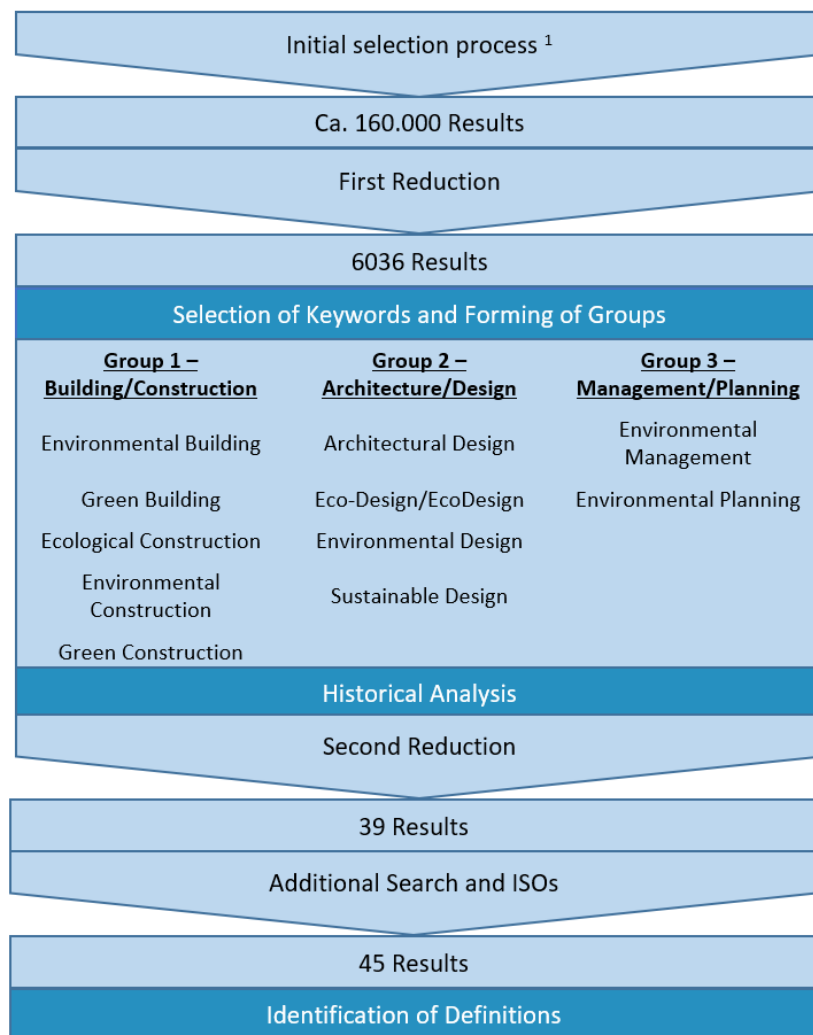 Initial selection process ¹
Ca. 160.000 Results
First Reduction
6036 Results
Selection of Keywords and Forming of Groups
Group 1 –
Building/Construction
Environmental Building
Green Building
Ecological Construction
Environmental
Construction
Green Construction
Group 2 –
Architecture/Design
Architectural Design
Eco-Design/EcoDesign
Environmental Design
Sustainable Design
Group 3 –
Management/Planning
Environmental
Management
Environmental Planning
Historical Analysis
Second Reduction
39 Results
Additional Search and ISOs
45 Results
Identification of Definitions